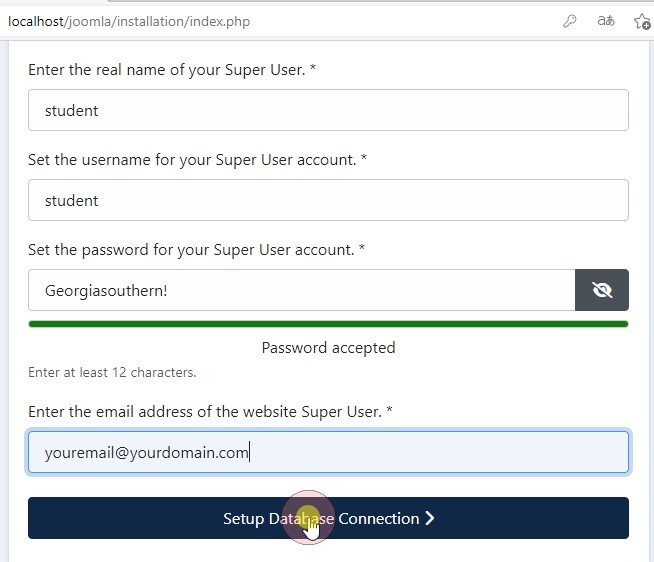 localhost/joomla/installation/index.php
aあ
Enter the real name of your Super User. *
student
Set the username for your Super User account. *
student
Set the password for your Super User account. *
Georgiasouthern!
Password accepted
Enter at least 12 characters.
Enter the email address of the website Super User. *
youremail@yourdomain.com
Setup Database Connection